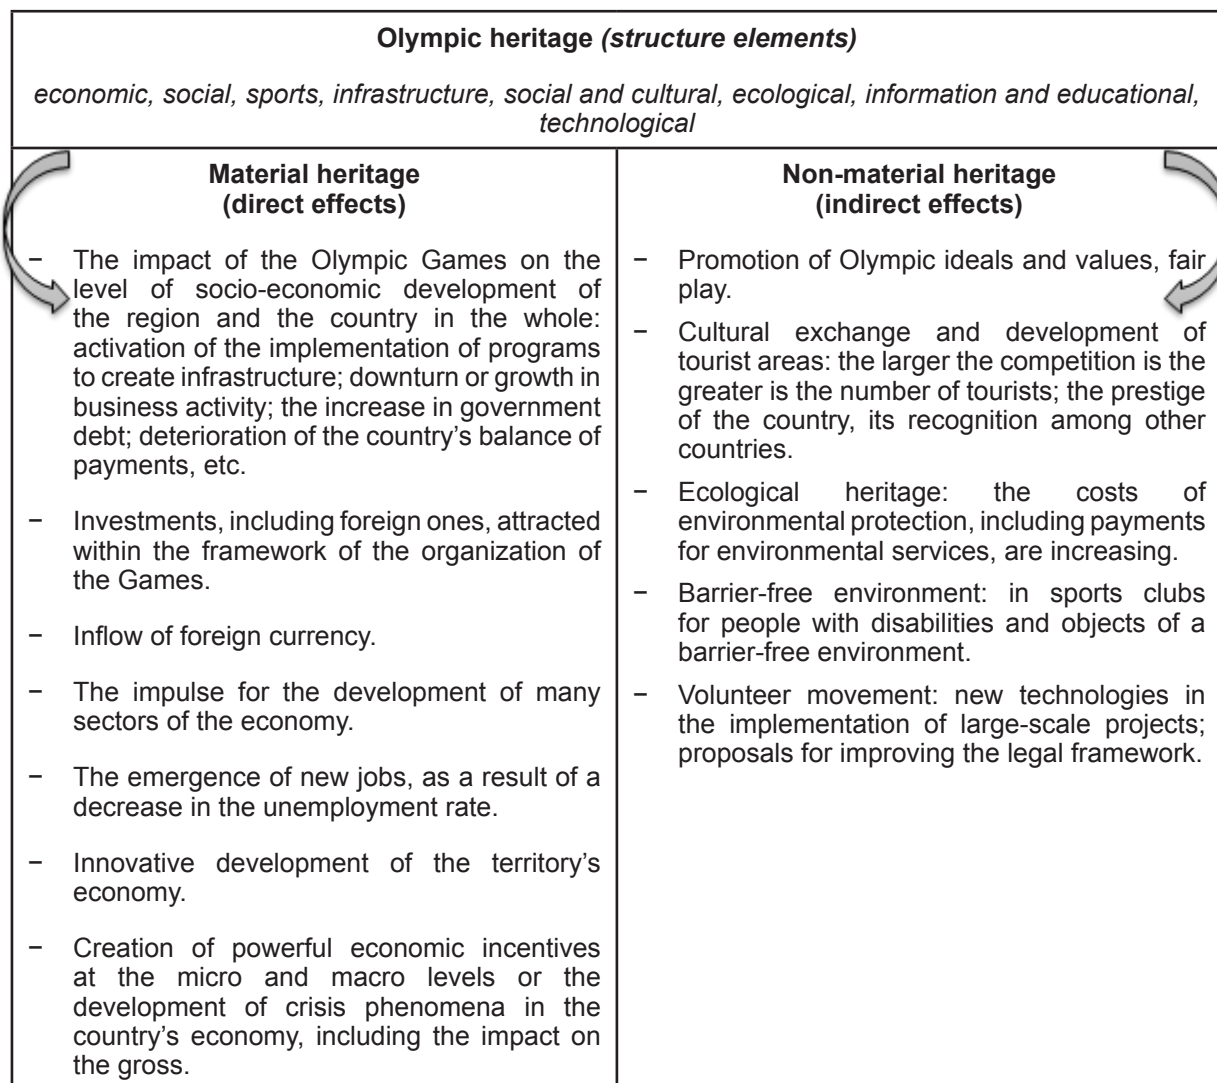 Olympic heritage (structure elements)
economic, social, sports, infrastructure, social and cultural, ecological, information and educational,
technological
Material heritage
(direct effects)
− The impact of the Olympic Games on the
level of socio-economic development of
the region and the country in the whole:
activation of the implementation of programs
to create infrastructure; downturn or growth in
business activity; the increase in government
debt; deterioration of the country’s balance of
payments, etc.
− Investments, including foreign ones, attracted
within the framework of the organization of
the Games.
− Inflow of foreign currency.
− The impulse for the development of many
sectors of the economy.
− The emergence of new jobs, as a result of a
decrease in the unemployment rate.
− Innovative development of the territory’s
economy.
− Creation of powerful economic incentives
at the micro and macro levels or the
development of crisis phenomena in the
country’s economy, including the impact on
the gross.
Non-material heritage
(indirect effects)
− Promotion of Olympic ideals and values, fair
play.
− Cultural exchange and development of
tourist areas: the larger the competition is the
greater is the number of tourists; the prestige
of the country, its recognition among other
countries.
− Ecological heritage: the costs of
environmental protection, including payments
for environmental services, are increasing.
− Barrier-free environment: in sports clubs
for people with disabilities and objects of a
barrier-free environment.
− Volunteer movement: new technologies in
the implementation of large-scale projects;
proposals for improving the legal framework.